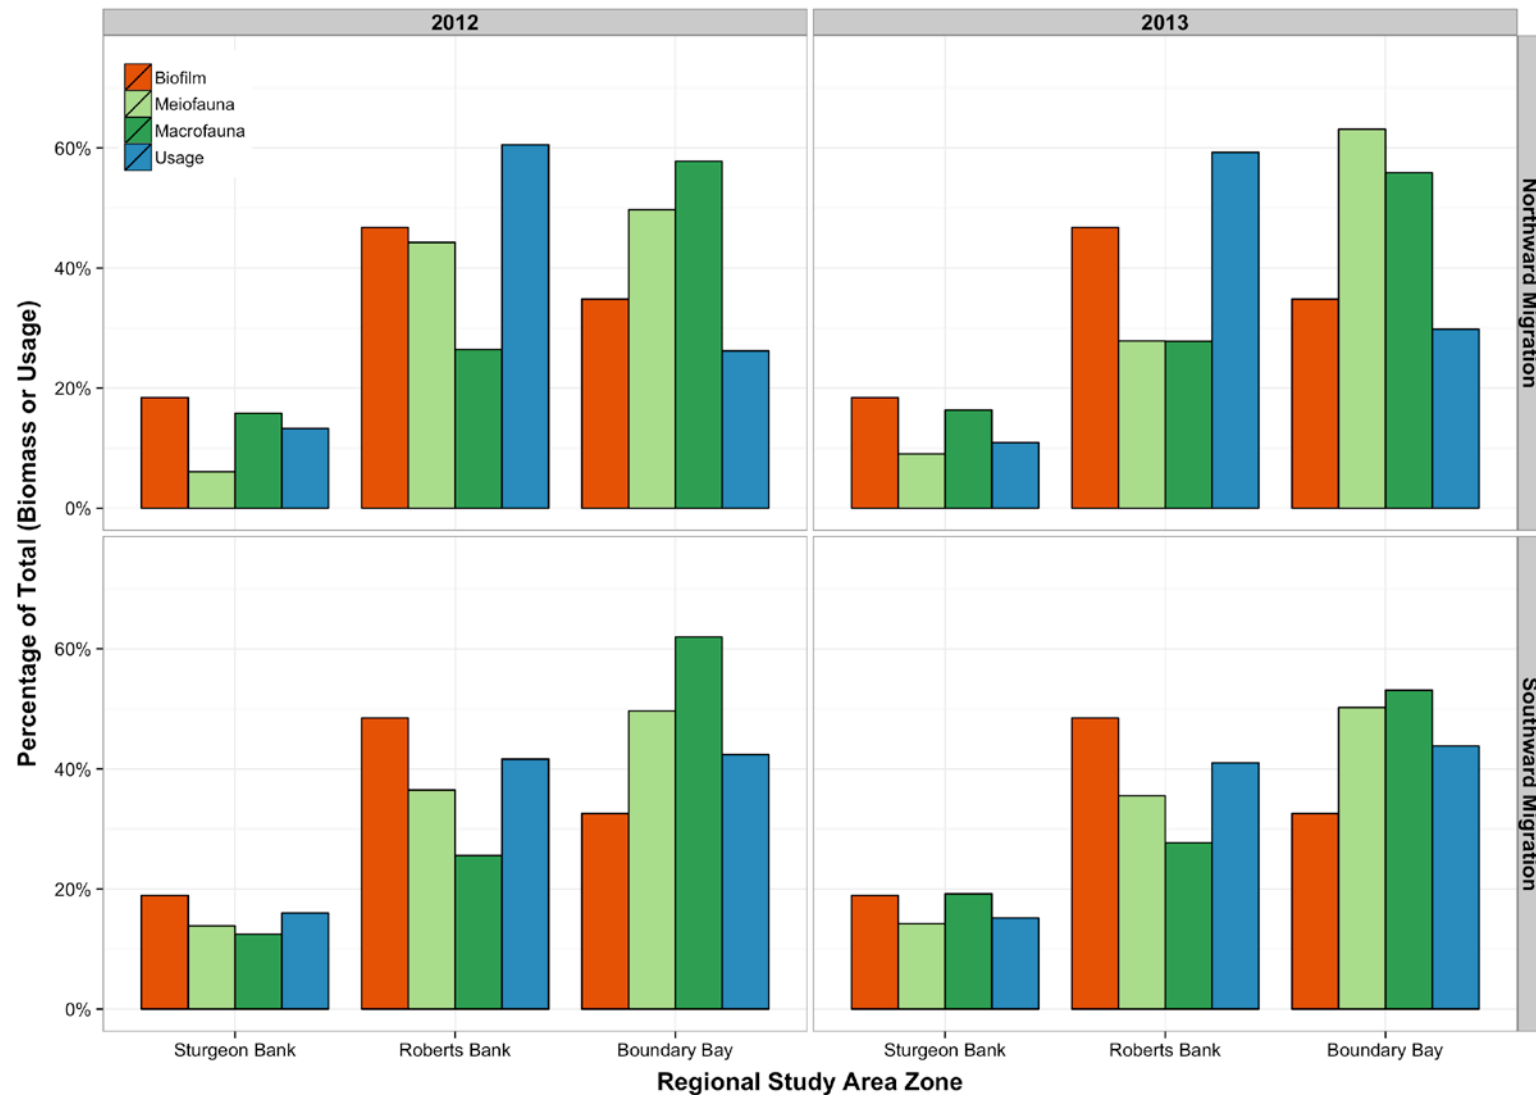 2012
2013
Biofilm
Meiofauna
Macrofauna
Usage
60%
40%
20%
0%
Northward Migration
60%
40%
20%
0%
Southward Migration
Percentage of Total (Biomass or Usage)
Sturgeon Bank
Roberts Bank
Boundary Bay
Sturgeon Bank
Roberts Bank
Boundary Bay
Regional Study Area Zone